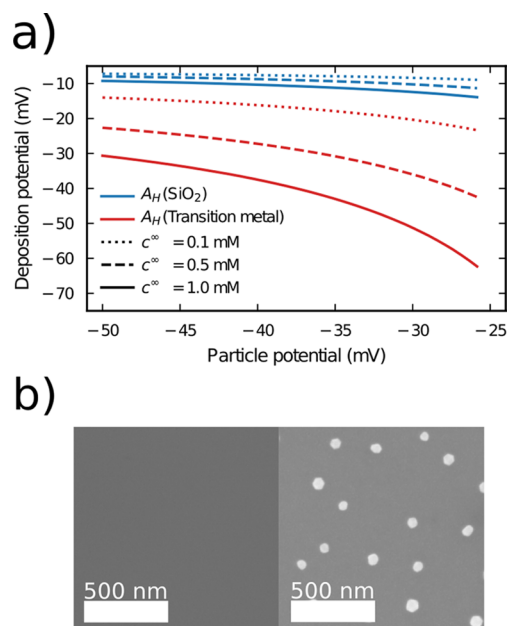 a)
Deposition potential (mV)
−10
−20
−30
−40
−50
−60
−70
A_H(SiO₂)
A_H(Transition metal)
c^∞ = 0.1 mM
c^∞ = 0.5 mM
c^∞ = 1.0 mM
−50 −45 −40 −35 −30 −25
Particle potential (mV)
b)
500 nm 500 nm